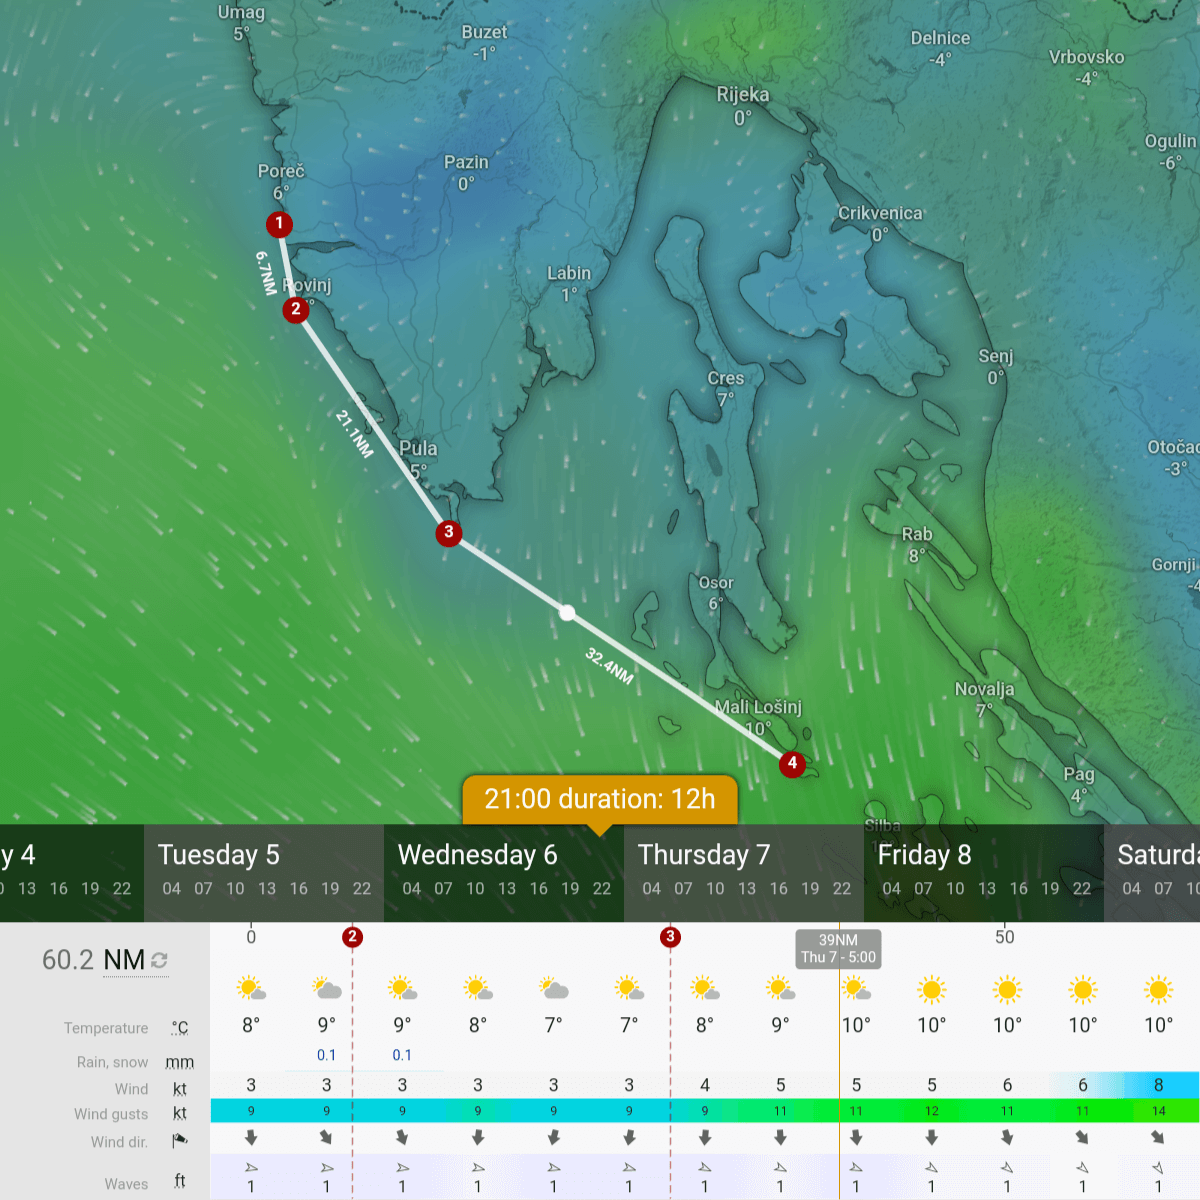 Umag
5°
Buzet
-1°
Delnice
-4°
Vrbovsko
-4°
Rijeka
0°
Ogulin
-6°
Poreč
6°
Pazin
0°
1
Crikvenica
0°
6.7NM
Rovinj
2
Labin
1°
Senj
0°
Cres
7°
21.1NM
Pula
5°
Otočac
-3°
3
Rab
8°
Gornji
-4
Osor
6°
32.4NM
Novalja
7°
Mali Lošinj
10°
4
Pag
4°
21:00 duration: 12h
Silba
y 4 Tuesday 5 Wednesday 6 Thursday 7 Friday 8 Saturda
0 13 16 19 22 04 07 10 13 16 19 22 04 07 10 13 16 19 22 04 07 10 13 16 19 22 04 07 10 13 16 19 22 04 07 10
0 2 3 39NM 50
Thu 7 - 5:00
60.2 NM
Temperature °C 8° 9° 9° 8° 7° 7° 8° 9° 10° 10° 10° 10° 10°
Rain, snow mm 0.1 0.1
Wind kt 3 3 3 3 3 3 4 5 5 5 6 6 8
Wind gusts kt 9 9 9 9 9 9 9 11 11 12 11 11 14
Wind dir.
Waves ft 1 1 1 1 1 1 1 1 1 1 1 1 1